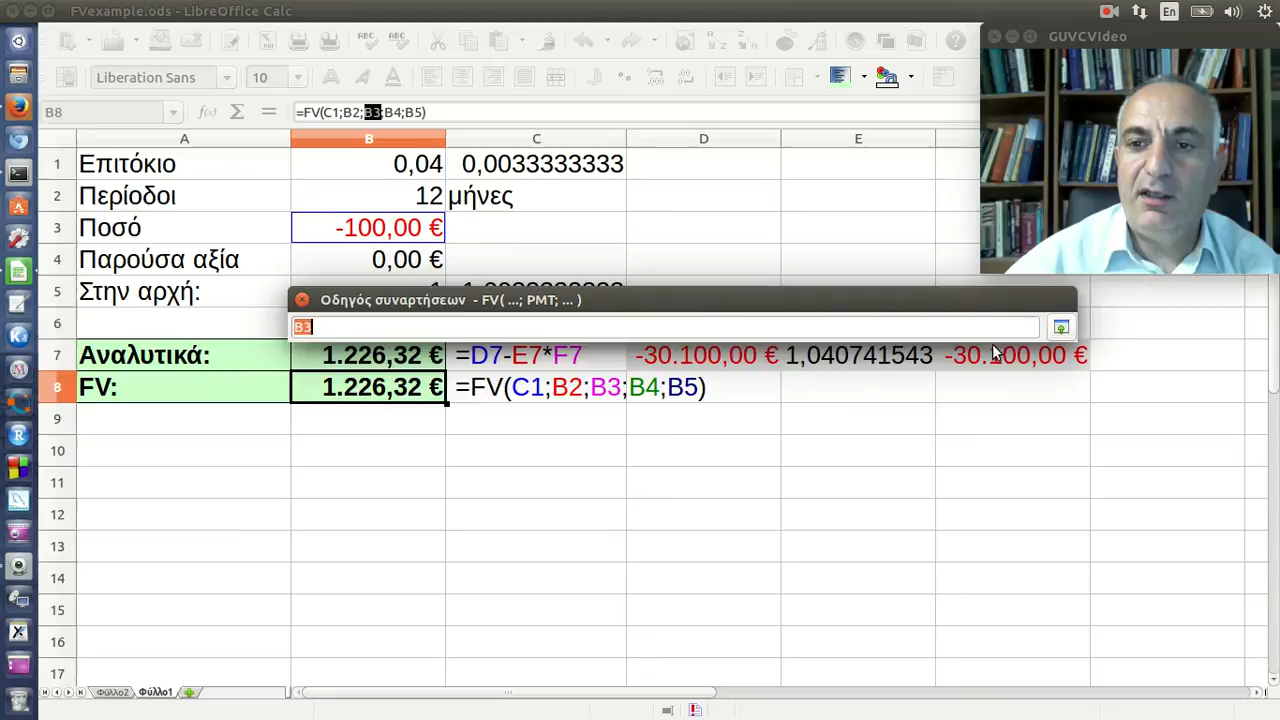 FVexample.ods - LibreOffice Calc
En
GUVCVIdeo
Liberation Sans
10
B8
=FV(C1;B2;B3;B4;B5)
A B C D E
1 Επιτόκιο 0,04 0,0033333333
2 Περίοδοι 12 μήνες
3 Ποσό -100,00 €
4 Παρούσα αξία 0,00 €
5 Στην αρχή:
Οδηγός συναρτήσεων - FV( ...; PMT; ... )
6 B3
7 Αναλυτικά: 1.226,32 € =D7-E7*F7 -30.100,00 € 1,040741543 -30.100,00 €
8 FV: 1.226,32 € =FV(C1;B2;B3;B4;B5)
9
10
11
12
13
14
15
16
17
Φύλλο2 Φύλλο1